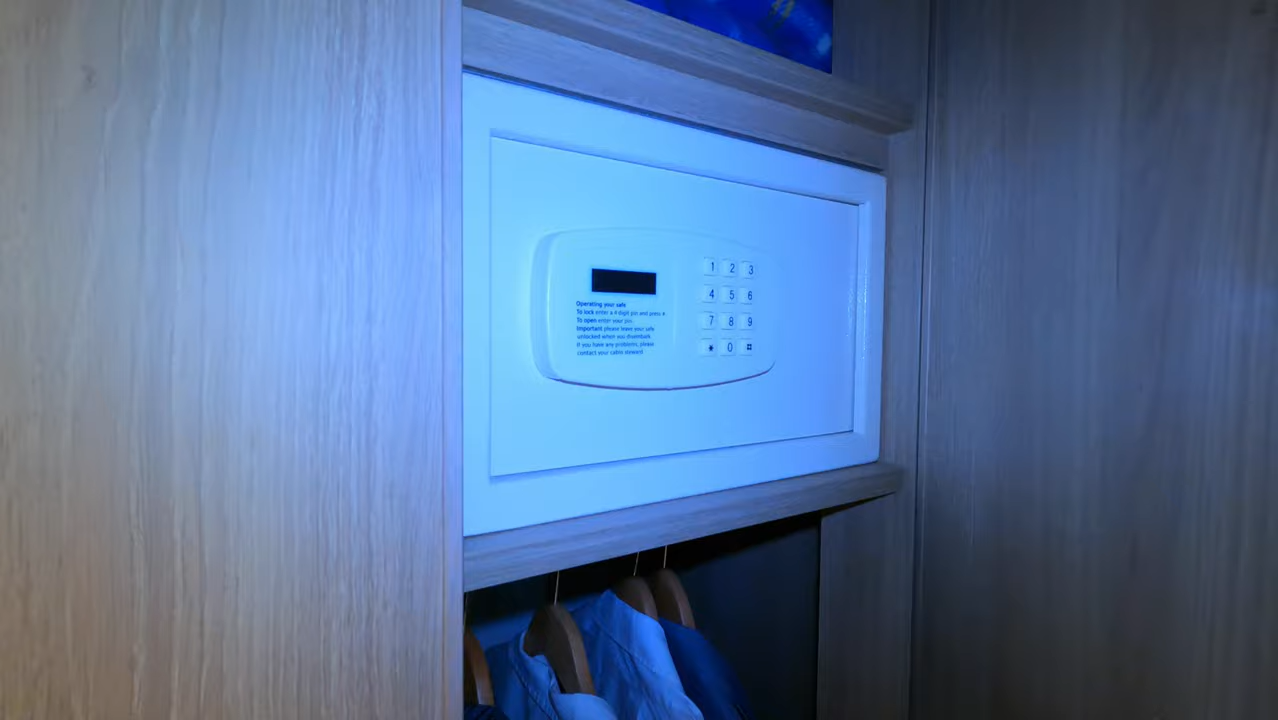 Operating your safe
To lock enter a 4 digit pin and press #
To open enter your pin.
Important please leave your safe
unlocked when you disembark
If you have any problems, please
contact your cabin steward
1 2 3
4 5 6
7 8 9
* 0 #